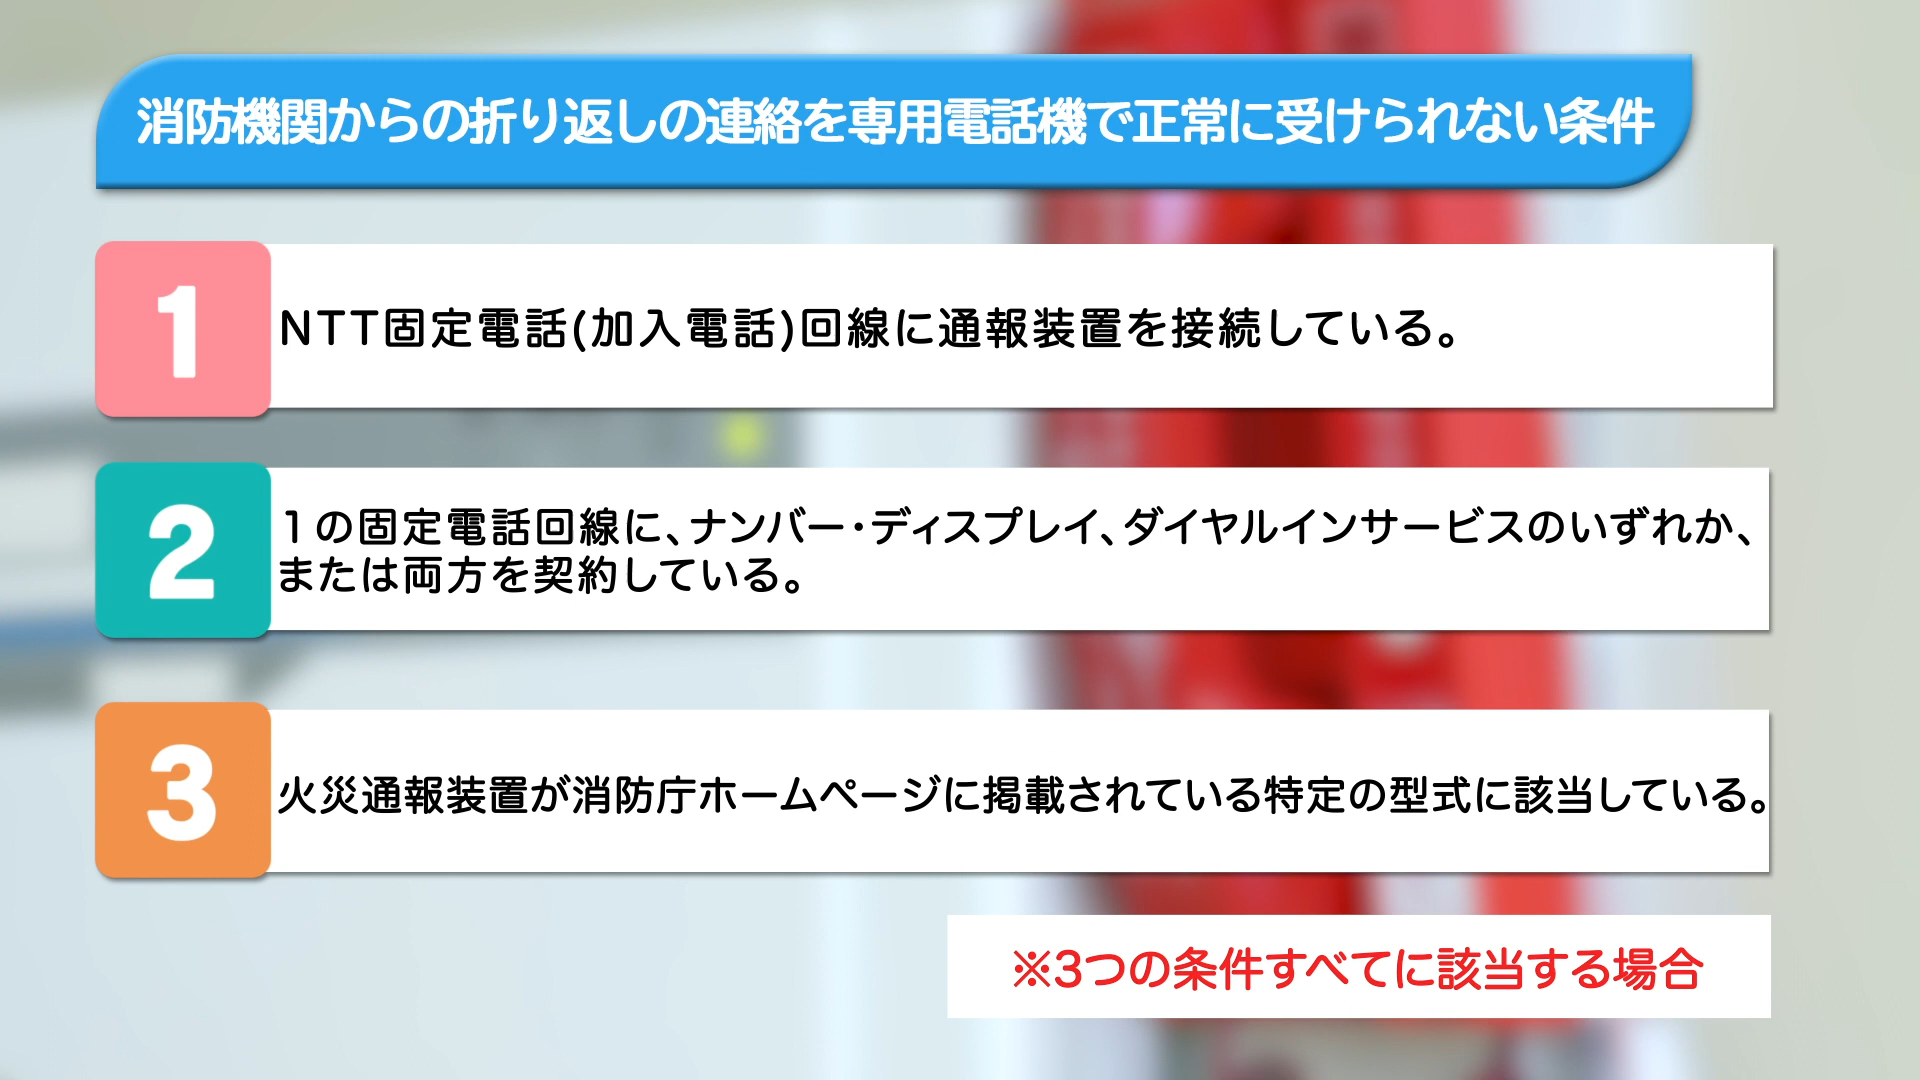 消防機関からの折り返しの連絡を専用電話機で正常に受けられない条件
1
NTT固定電話(加入電話)回線に通報装置を接続している。
2
１の固定電話回線に、ナンバー・ディスプレイ、ダイヤルインサービスのいずれか、
または両方を契約している。
3
火災通報装置が消防庁ホームページに掲載されている特定の型式に該当している。
※3つの条件すべてに該当する場合